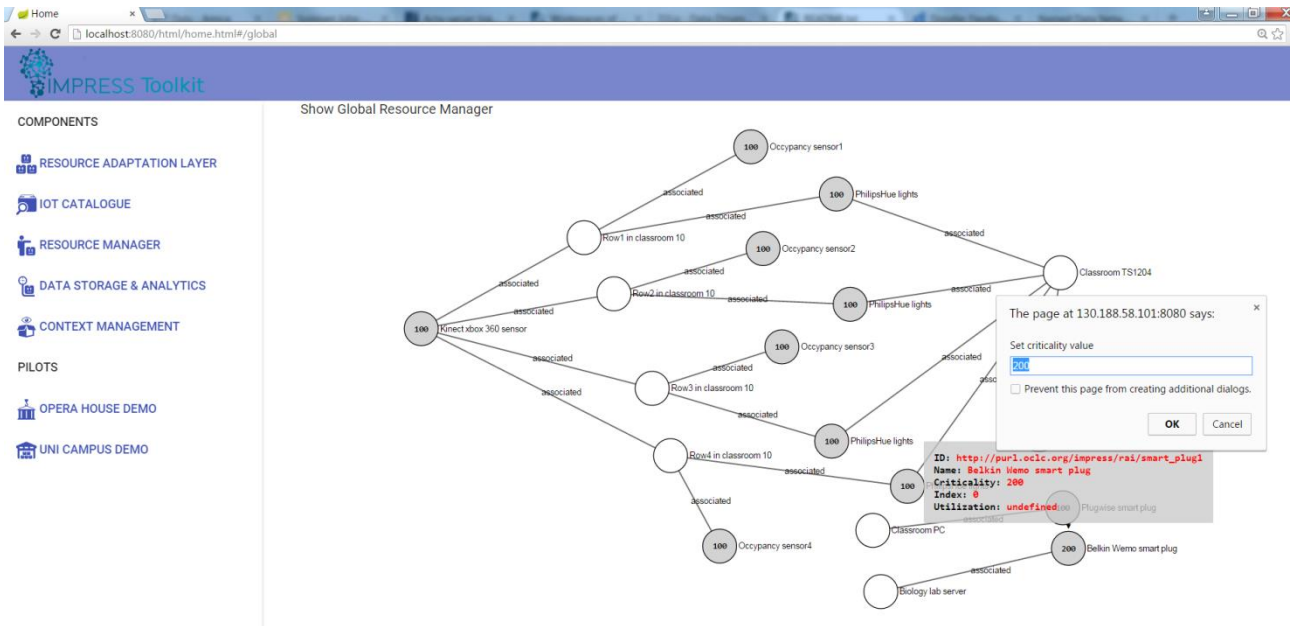 Home
localhost:8080/html/home.html#/global
IMPRESS Toolkit
COMPONENTS
RESOURCE ADAPTATION LAYER
IOT CATALOGUE
RESOURCE MANAGER
DATA STORAGE & ANALYTICS
CONTEXT MANAGEMENT
PILOTS
OPERA HOUSE DEMO
UNI CAMPUS DEMO
Show Global Resource Manager
100 Occupancy sensor1
associated
100 PhilipsHue lights
associated
associated
Row1 in classroom 10
100 Occupancy sensor2
associated
Classroom TS1204
associated
Row2 in classroom 10
associated
associated
100 PhilipsHue lights
associated
100 Kinect xbox 360 sensor
100 Occupancy sensor3
associated
associated
associated
Row3 in classroom 10
associated
associated
100 PhilipsHue lights
Row4 in classroom 10
associated
100
associated
100 Occupancy sensor4
Classroom PC
associated
Plugwise smart plug
200 Belkin Wemo smart plug
associated
Biology lab server
The page at 130.188.58.101:8080 says:
Set criticality value
200
Prevent this page from creating additional dialogs.
OK
Cancel
ID: http://purl.oclc.org/impress/rai/smart_plug1
Name: Belkin Wemo smart plug
Criticality: 200
Index: 0
Utilization: undefined